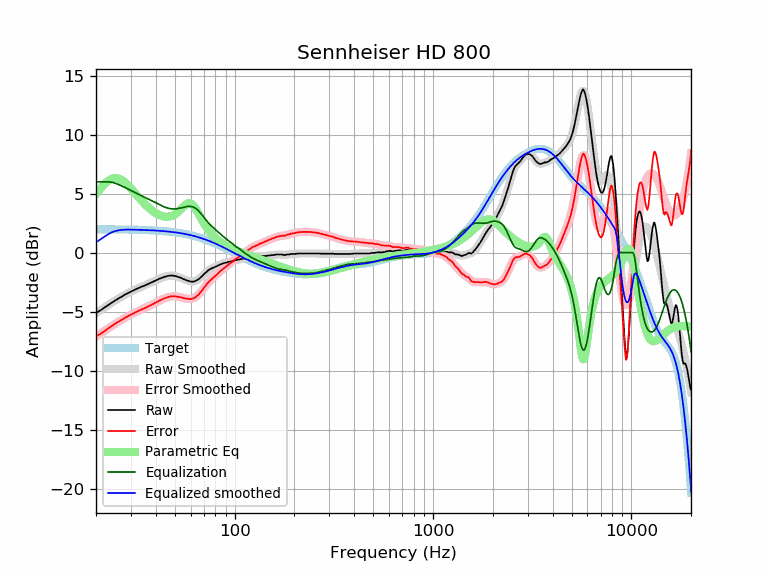 Sennheiser HD 800
15
10
5
0
−5
−10
−15
−20
Amplitude (dBr)
Target
Raw Smoothed
Error Smoothed
Raw
Error
Parametric Eq
Equalization
Equalized smoothed
100
1000
10000
Frequency (Hz)